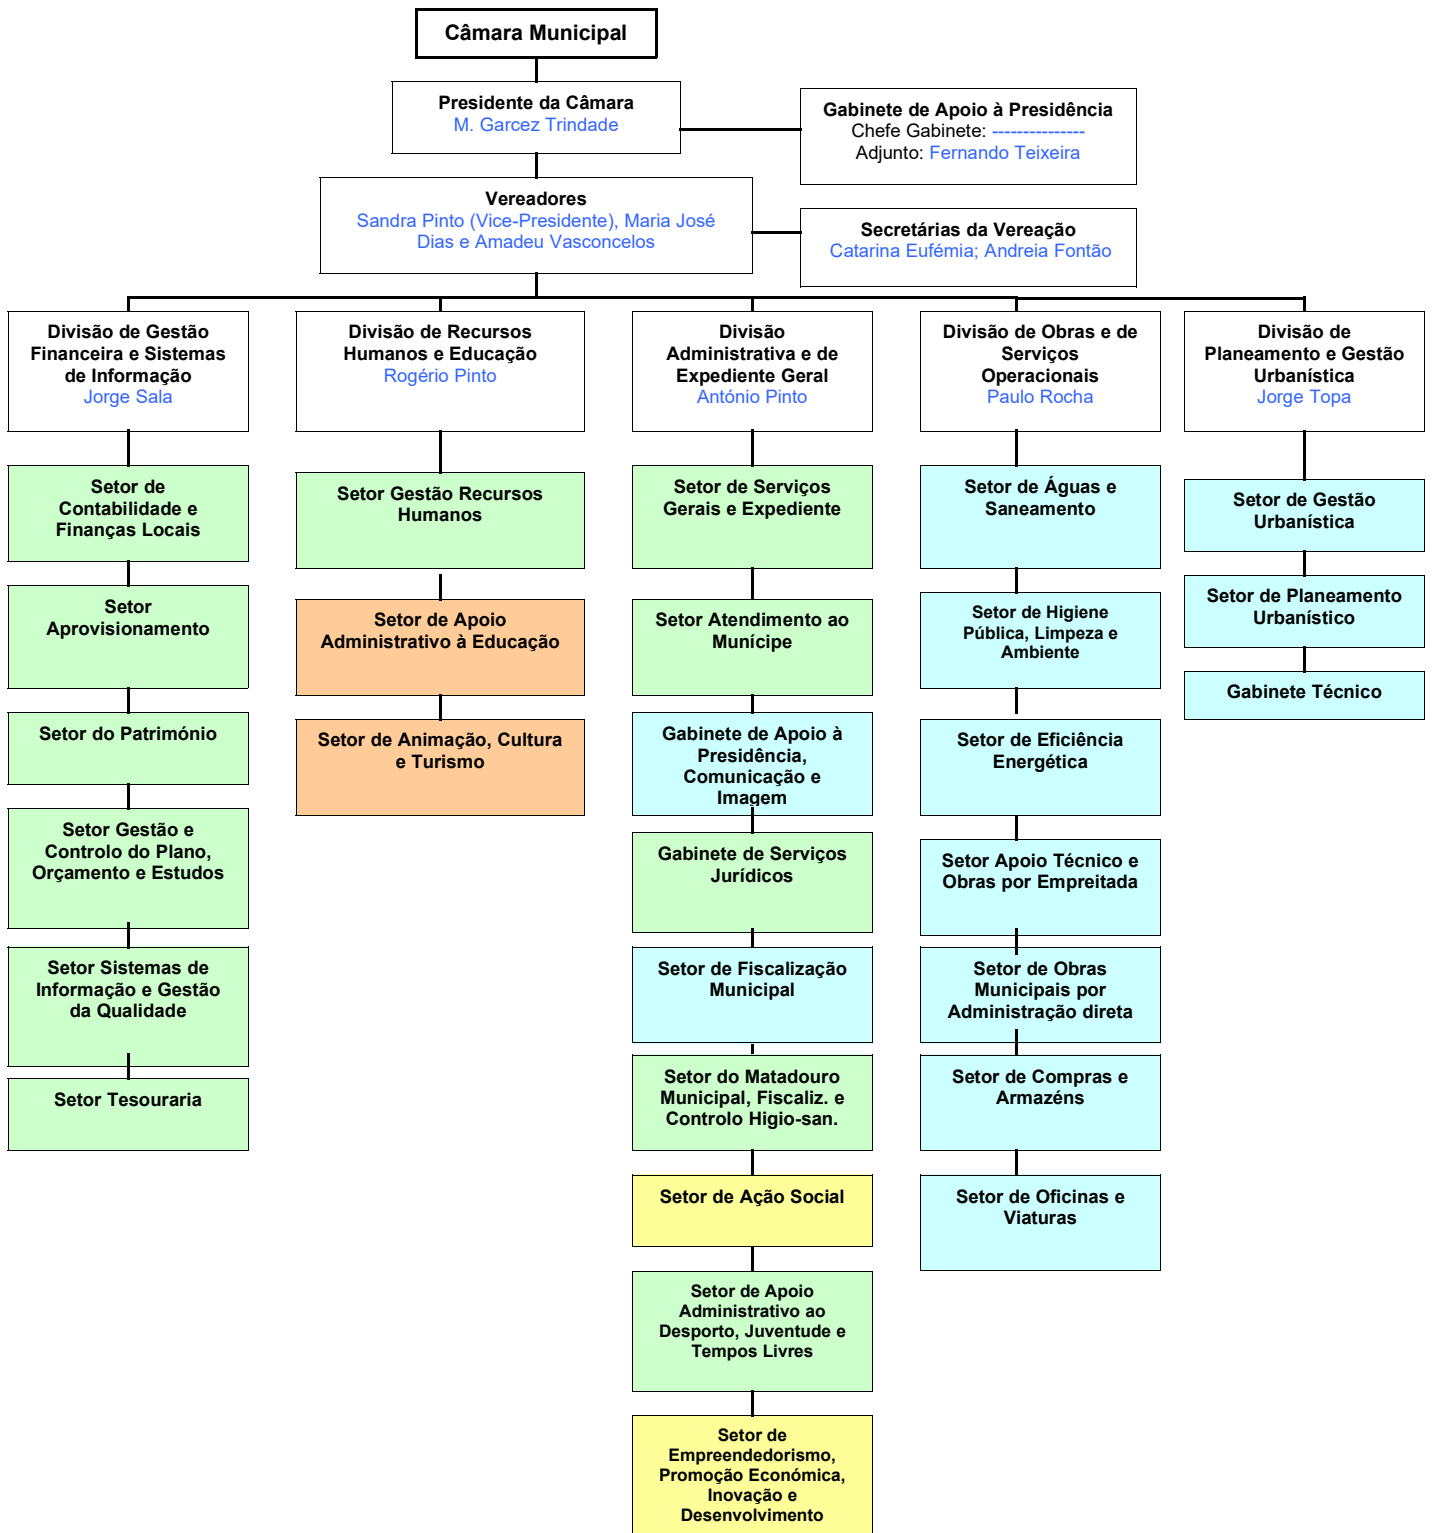 Câmara Municipal
Presidente da Câmara
M. Garcez Trindade
Gabinete de Apoio à Presidência
Chefe Gabinete: ---------------
Adjunto: Fernando Teixeira
Vereadores
Sandra Pinto (Vice-Presidente), Maria José
Dias e Amadeu Vasconcelos
Secretárias da Vereação
Catarina Eufémia; Andreia Fontão
Divisão de Gestão
Financeira e Sistemas
de Informação
Jorge Sala
Divisão de Recursos
Humanos e Educação
Rogério Pinto
Divisão
Administrativa e de
Expediente Geral
António Pinto
Divisão de Obras e de
Serviços
Operacionais
Paulo Rocha
Divisão de
Planeamento e Gestão
Urbanística
Jorge Topa
Setor de
Contabilidade e
Finanças Locais
Setor
Aprovisionamento
Setor do Património
Setor Gestão e
Controlo do Plano,
Orçamento e Estudos
Setor Sistemas de
Informação e Gestão
da Qualidade
Setor Tesouraria
Setor Gestão Recursos
Humanos
Setor de Apoio
Administrativo à Educação
Setor de Animação, Cultura
e Turismo
Setor de Serviços
Gerais e Expediente
Setor Atendimento ao
Munícipe
Gabinete de Apoio à
Presidência,
Comunicação e
Imagem
Gabinete de Serviços
Jurídicos
Setor de Fiscalização
Municipal
Setor do Matadouro
Municipal, Fiscaliz. e
Controlo Higio-san.
Setor de Ação Social
Setor de Apoio
Administrativo ao
Desporto, Juventude e
Tempos Livres
Setor de
Empreendedorismo,
Promoção Económica,
Inovação e
Desenvolvimento
Setor de Águas e
Saneamento
Setor de Higiene
Pública, Limpeza e
Ambiente
Setor de Eficiência
Energética
Setor Apoio Técnico e
Obras por Empreitada
Setor de Obras
Municipais por
Administração direta
Setor de Compras e
Armazéns
Setor de Oficinas e
Viaturas
Setor de Gestão
Urbanística
Setor de Planeamento
Urbanístico
Gabinete Técnico